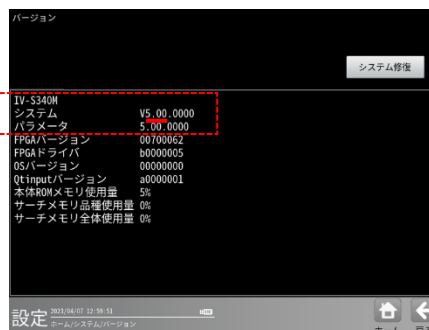 バージョン
システム修復
IV-S340M
システム V5.00.0000
パラメータ 5.00.0000
FPGAバージョン 00700062
FPGAドライバ b0000005
OSバージョン 00000000
Qtinputバージョン a0000001
本体ROMメモリ使用量 5%
サーチメモリ品種使用量 0%
サーチメモリ全体使用量 0%
設定
2023/04/07 12:59:51
ホーム/システム/バージョン